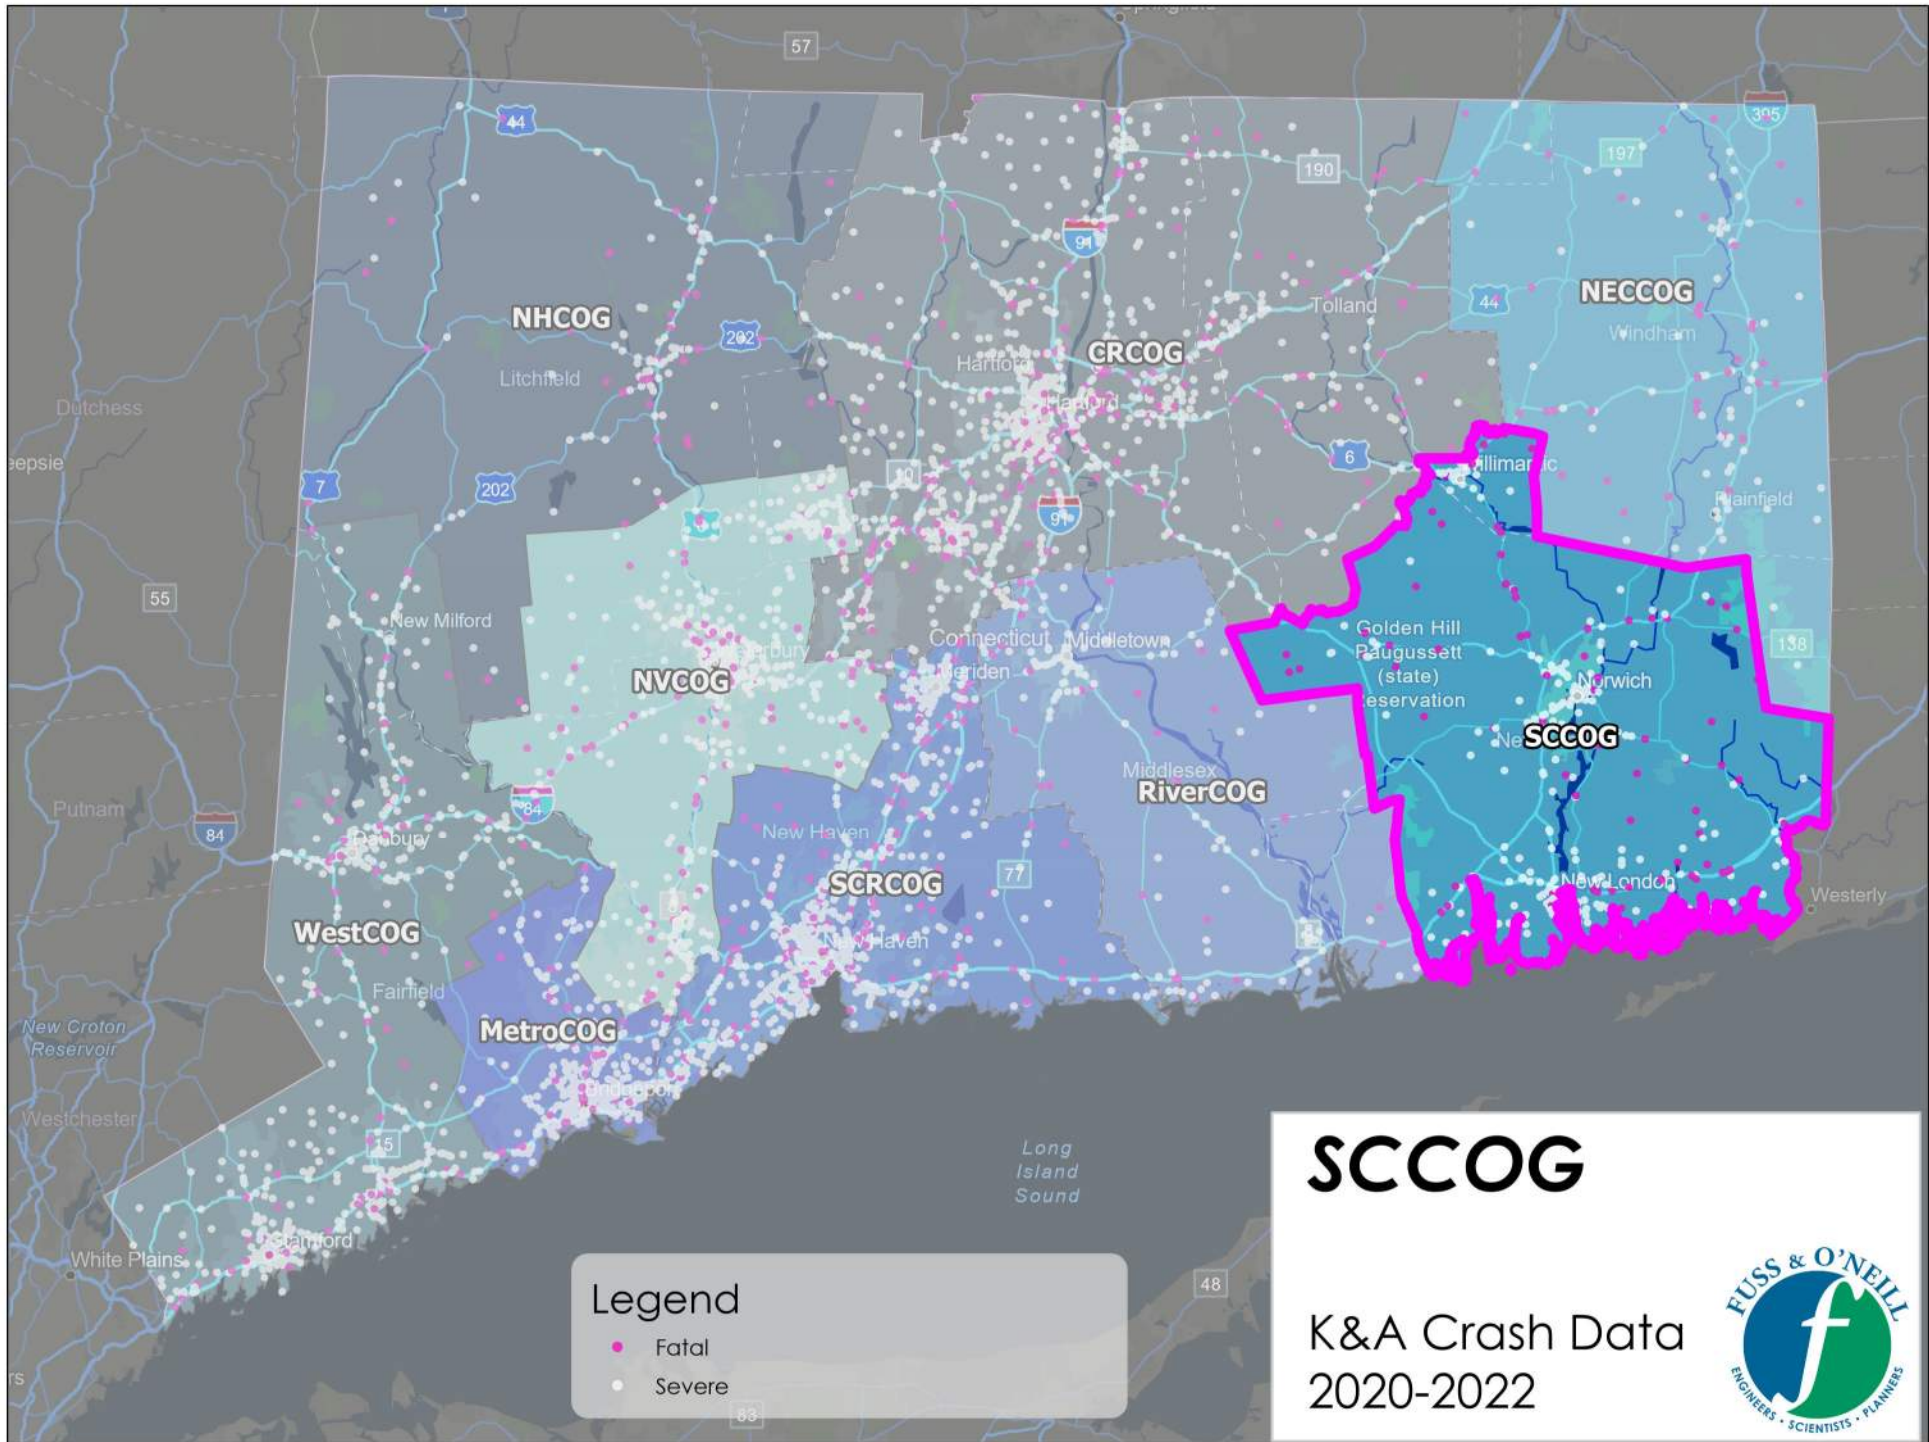 57
44
395
197
190
91
NECCOG
44
NHCOG
Tolland
Windham
202
CRCOG
Hartford
Litchfield
Hartford
Dutchess
6
10
7
202
Plainfield
91
55
New Milford
Golden Hill
Paugussett
(state)
138
Connecticut
Middletown
NVCOG
Norwich
SCCOG
Middlesex
RiverCOG
84
Putnam
84
Danbury
New Haven
SCRCOG
77
New London
Westerly
WestCOG
New Haven
Fairfield
New Croton
Reservoir
MetroCOG
Westchester
15
Long
Island
Sound
Stamford
White Plains
48
83
Legend
Fatal
Severe
SCCOG
K&A Crash Data
2020-2022
FUSS & O'NEILL
ENGINEERS • SCIENTISTS • PLANNERS